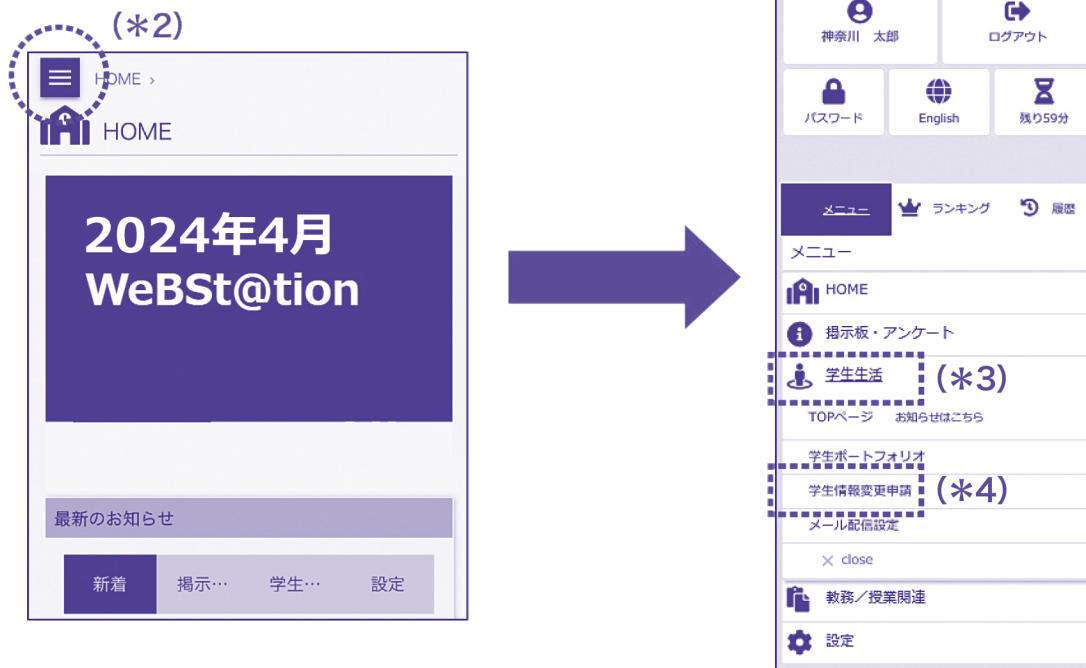 (*2)
HOME ›
HOME
2024年4月
WeBSt@tion
最新のお知らせ
新着 掲示… 学生… 設定
神奈川 太郎 ログアウト
パスワード English 残り59分
メニュー ランキング 履歴
メニュー
HOME
掲示板・アンケート
学生生活 (*3)
TOPページ お知らせはこちら
学生ポートフォリオ
学生情報変更申請 (*4)
メール配信設定
× close
教務／授業関連
設定